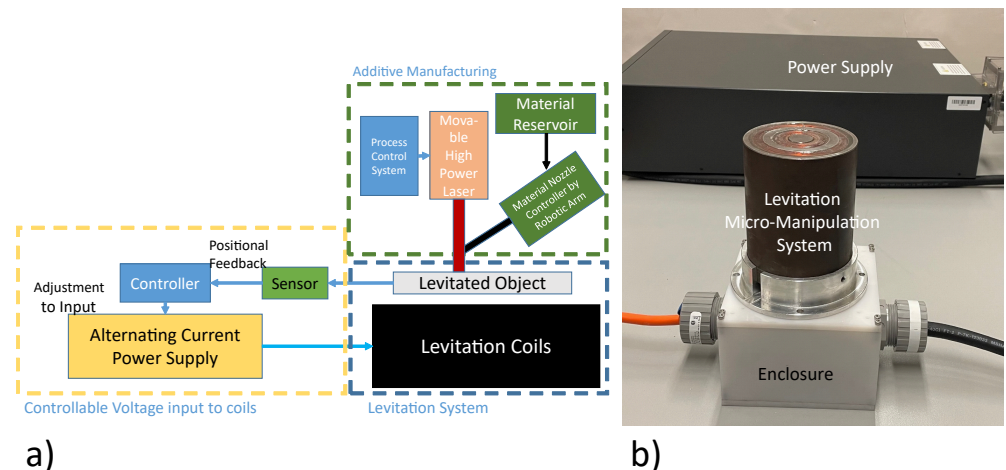 Additive Manufacturing
Process
Control
System
Mova-
ble
High
Power
Laser
Material
Reservoir
Material Nozzle
Controller by
Robotic Arm
Positional
Feedback
Controller
Sensor
Levitated Object
Adjustment
to Input
Alternating Current
Power Supply
Levitation Coils
Controllable Voltage input to coils
Levitation System
a)
Power Supply
Levitation
Micro-Manipulation
System
Enclosure
b)